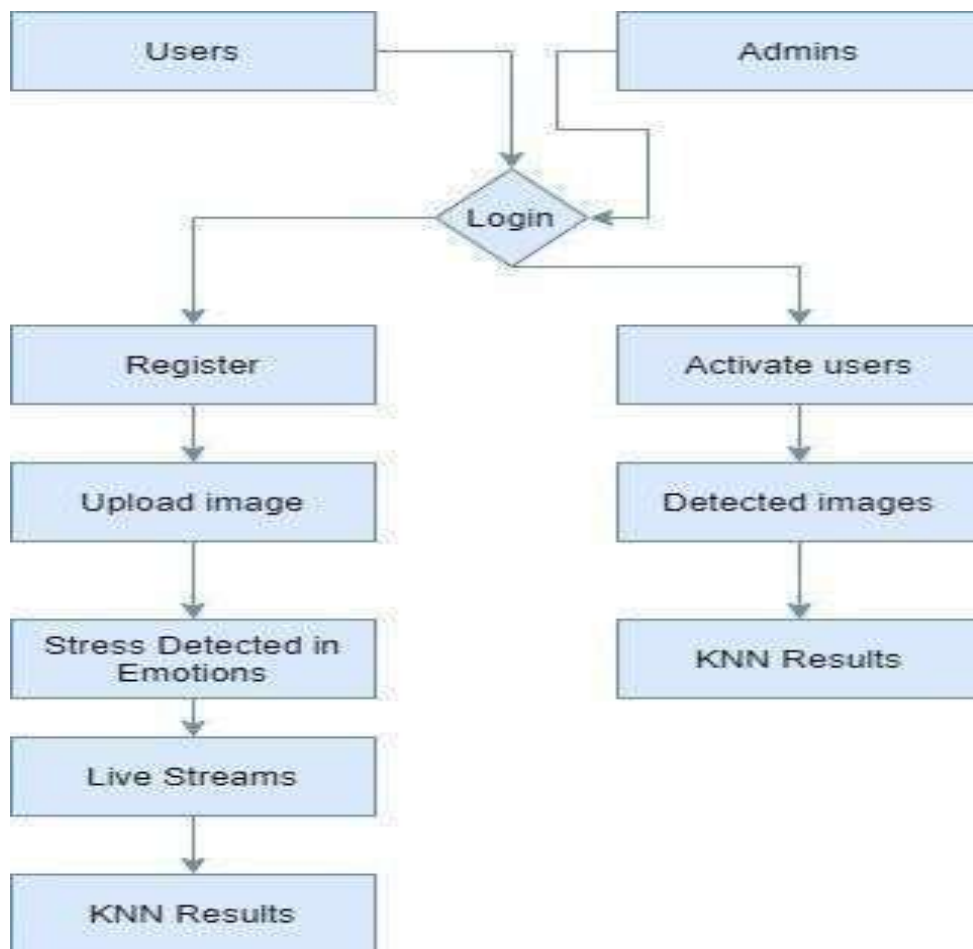 Users
Admins
Login
Register
Activate users
Upload image
Detected images
Stress Detected in
Emotions
KNN Results
Live Streams
KNN Results